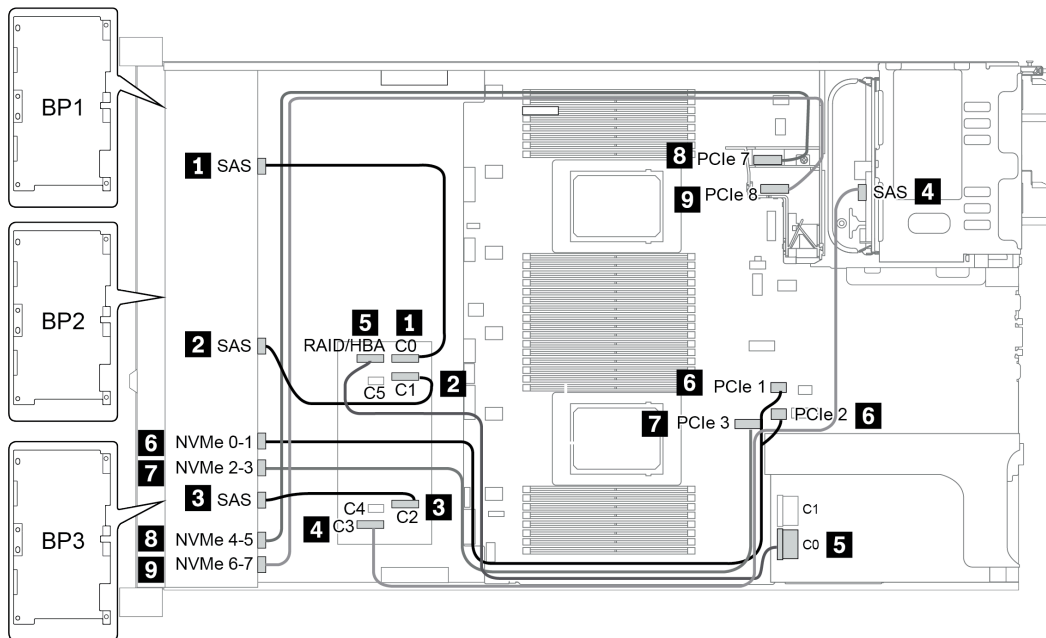 BP1
1 SAS
8 PCIe 7
9 PCIe 8
SAS 4
BP2
2 SAS
5 1
RAID/HBA C0
C1 2
C5
6 PCIe 1
PCIe 2 6
7 PCIe 3
BP3
6 NVMe 0-1
7 NVMe 2-3
3 SAS
8 NVMe 4-5
9 NVMe 6-7
C4
C2 3
4 C3
C1
C0 5